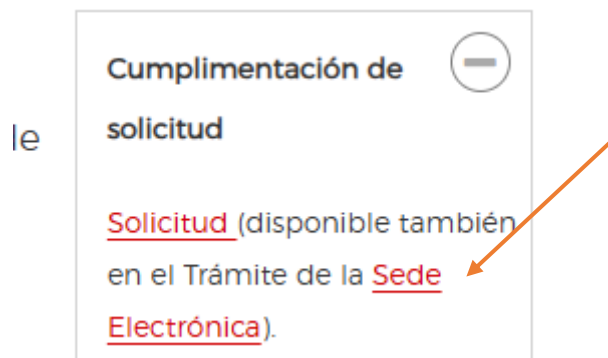 Cumplimentación de
solicitud
le
Solicitud (disponible también
en el Trámite de la Sede
Electrónica).